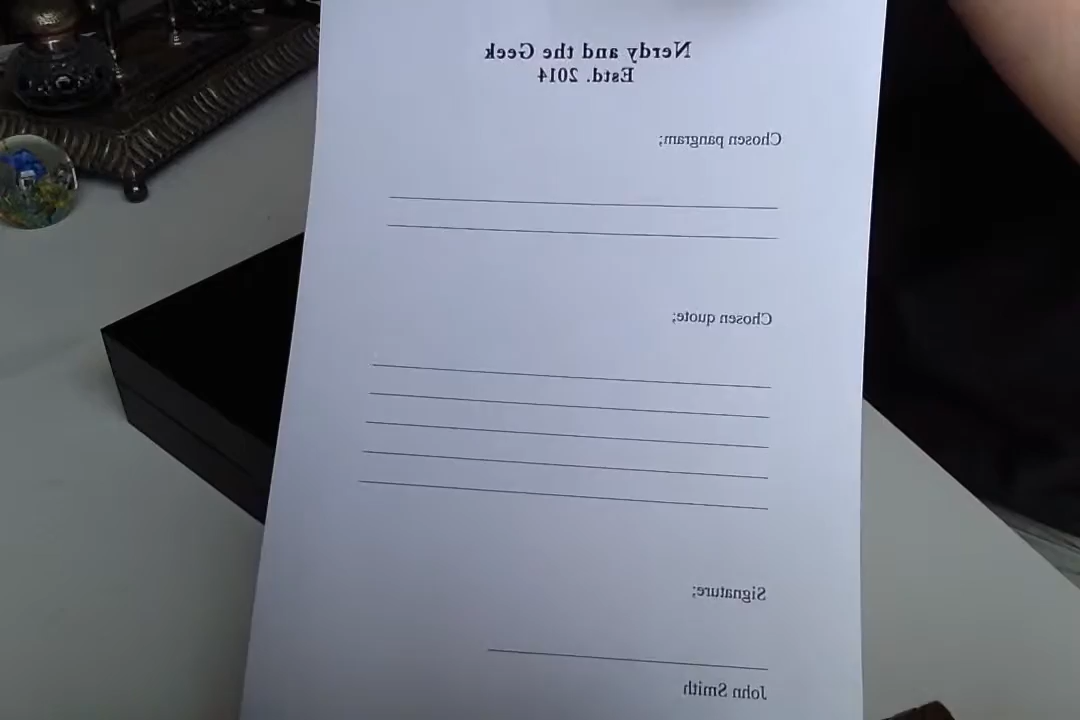 Nerdy and the Geek
Estd. 2014
Chosen pangram;
Chosen quote;
Signature;
John Smith